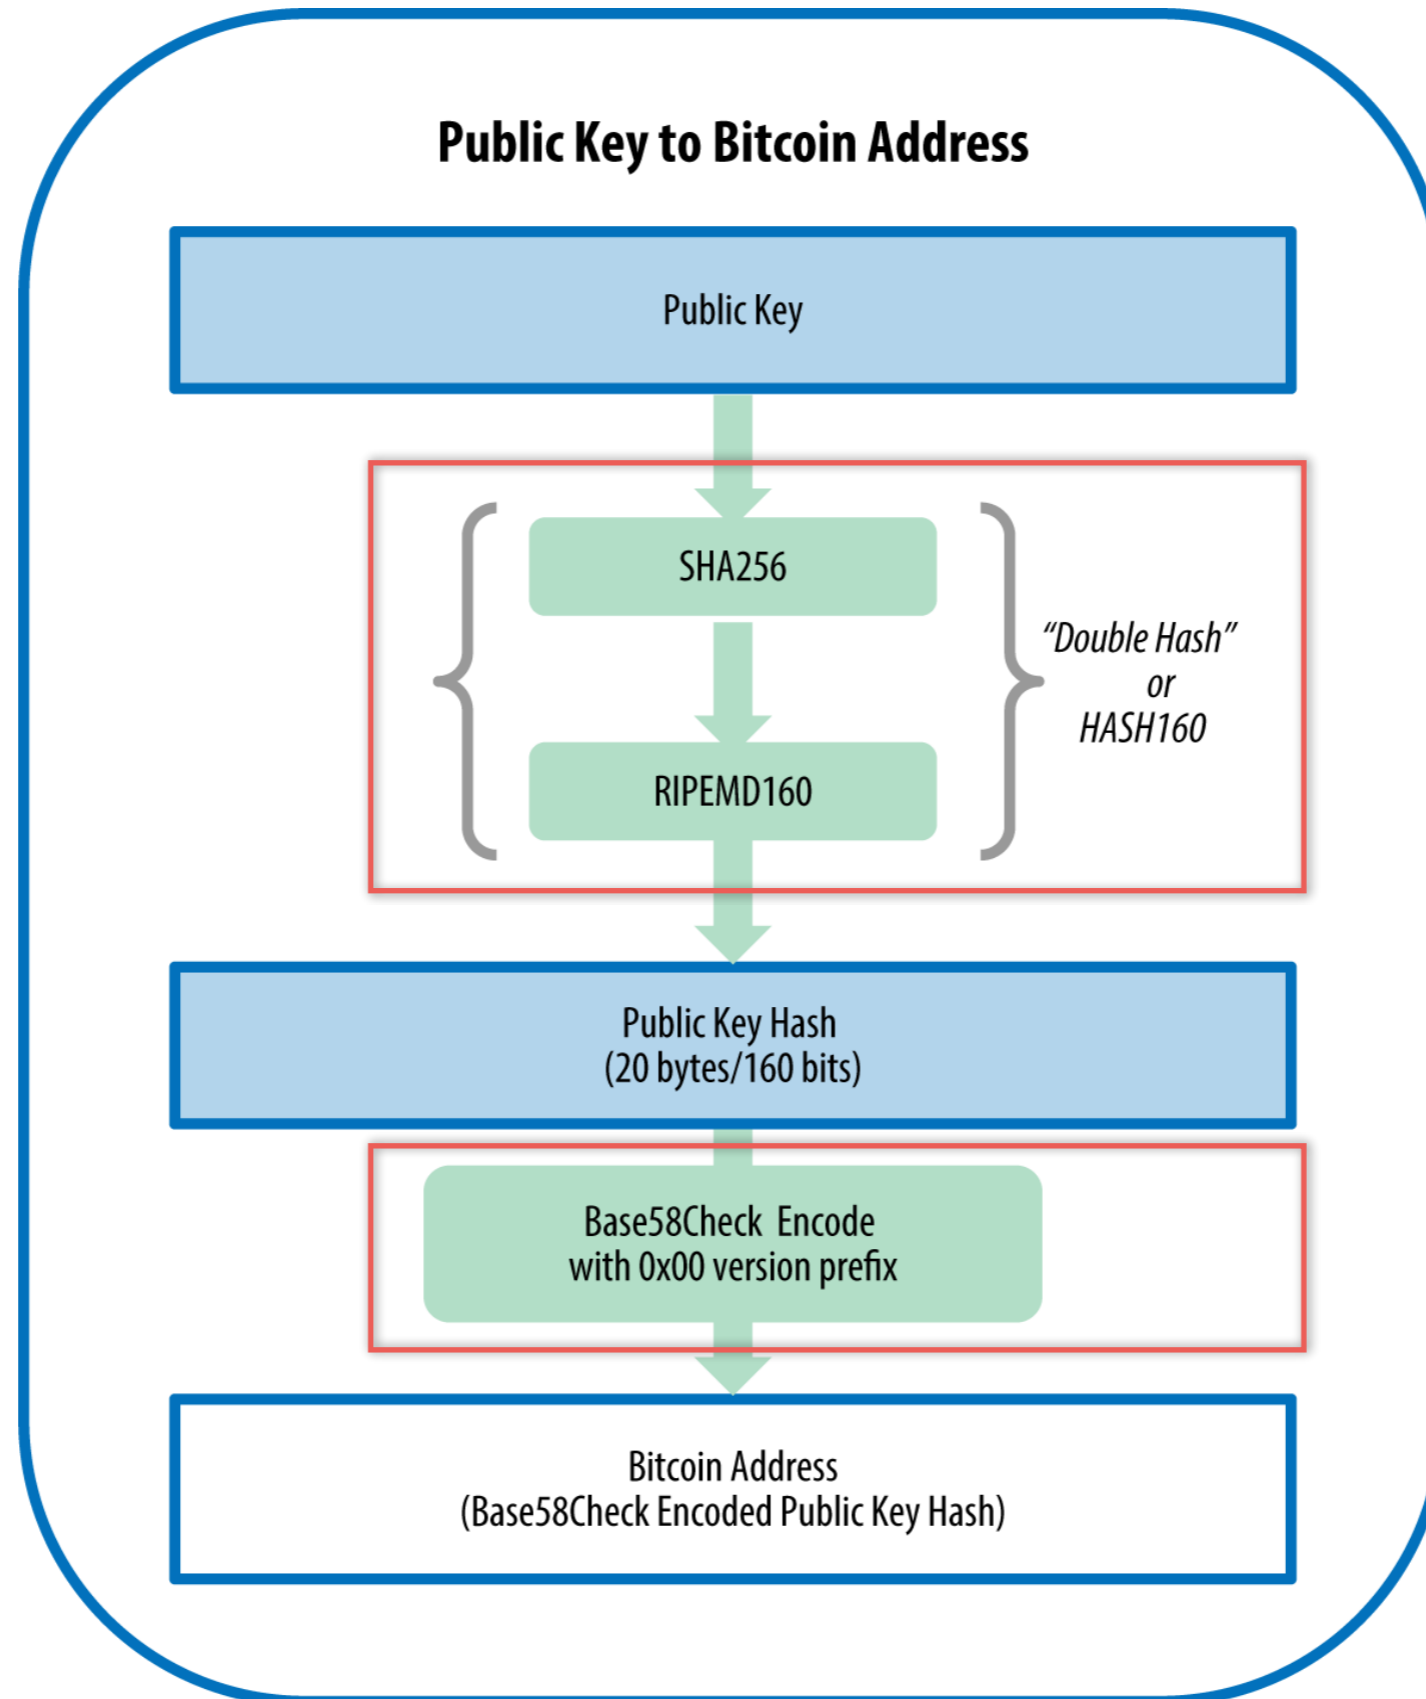 Public Key to Bitcoin Address
Public Key
SHA256
“Double Hash”
or
HASH160
RIPEMD160
Public Key Hash
(20 bytes/160 bits)
Base58Check Encode
with 0x00 version prefix
Bitcoin Address
(Base58Check Encoded Public Key Hash)